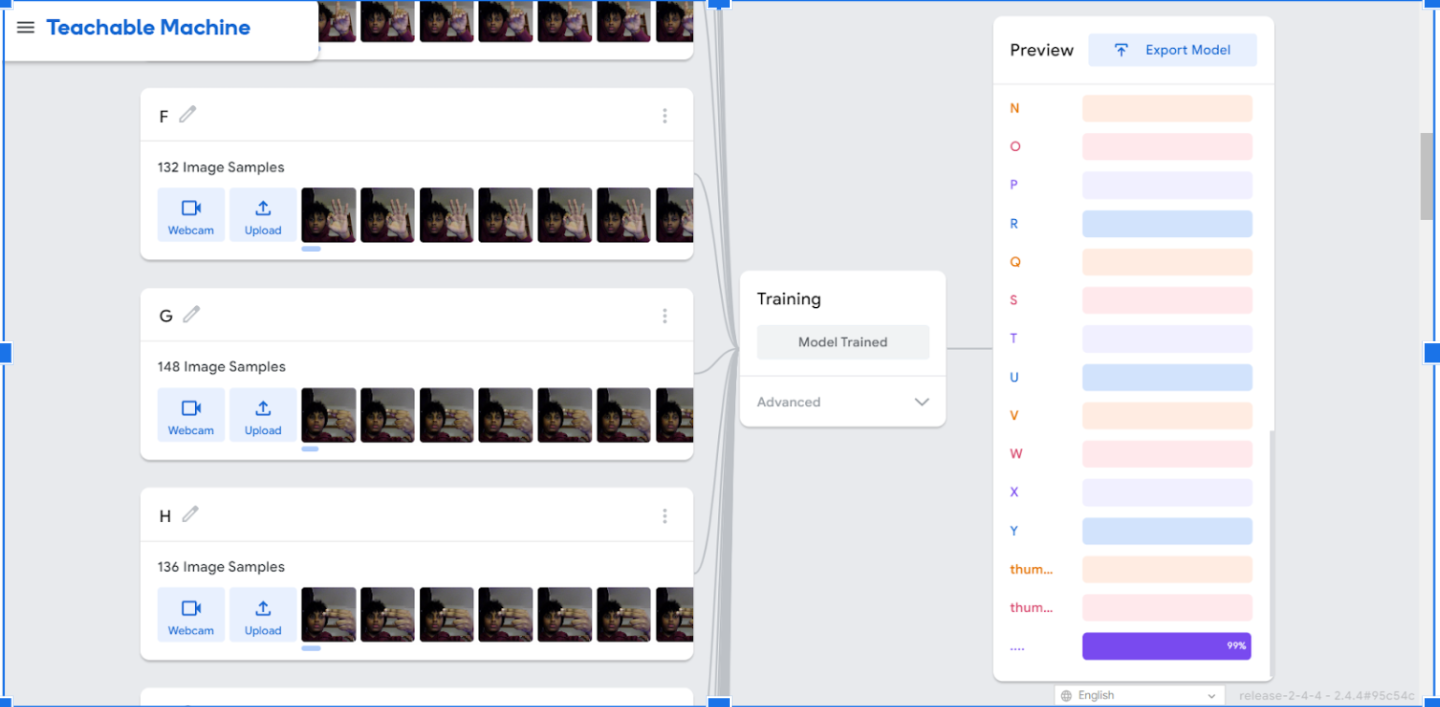 Teachable Machine
F
132 Image Samples
Webcam
Upload
G
148 Image Samples
Webcam
Upload
H
136 Image Samples
Webcam
Upload
Training
Model Trained
Advanced
Preview
Export Model
N
O
P
R
Q
S
T
U
V
W
X
Y
thum...
thum...
.... 99%
English
release-2-4-4 - 2.4.4#95c54c